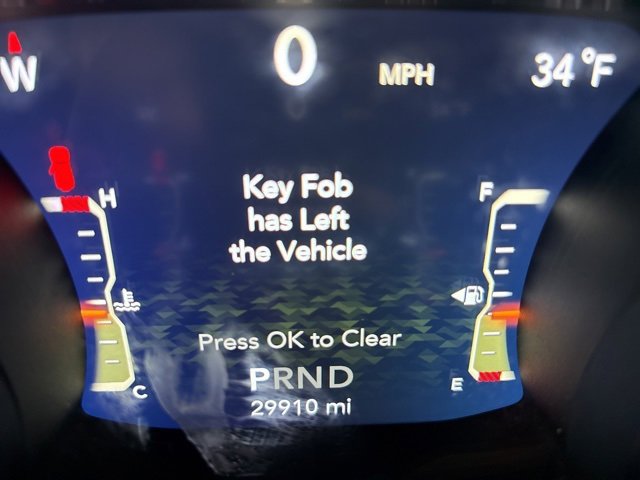 W
0 MPH
34°F
H
F
Key Fob
has Left
the Vehicle
Press OK to Clear
C
PRND
E
29910 mi